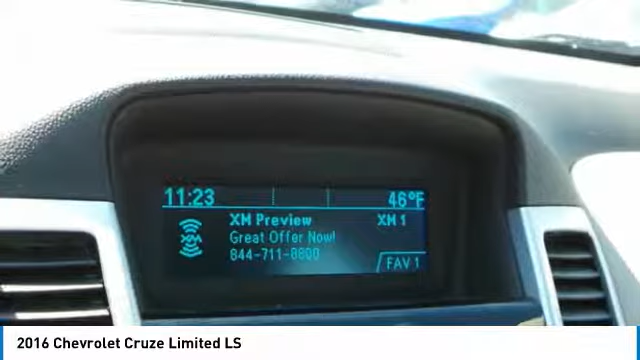 11:23 46°F
XM Preview XM 1
XM Great Offer Now!
844-711-8800
FAV 1
2016 Chevrolet Cruze Limited LS